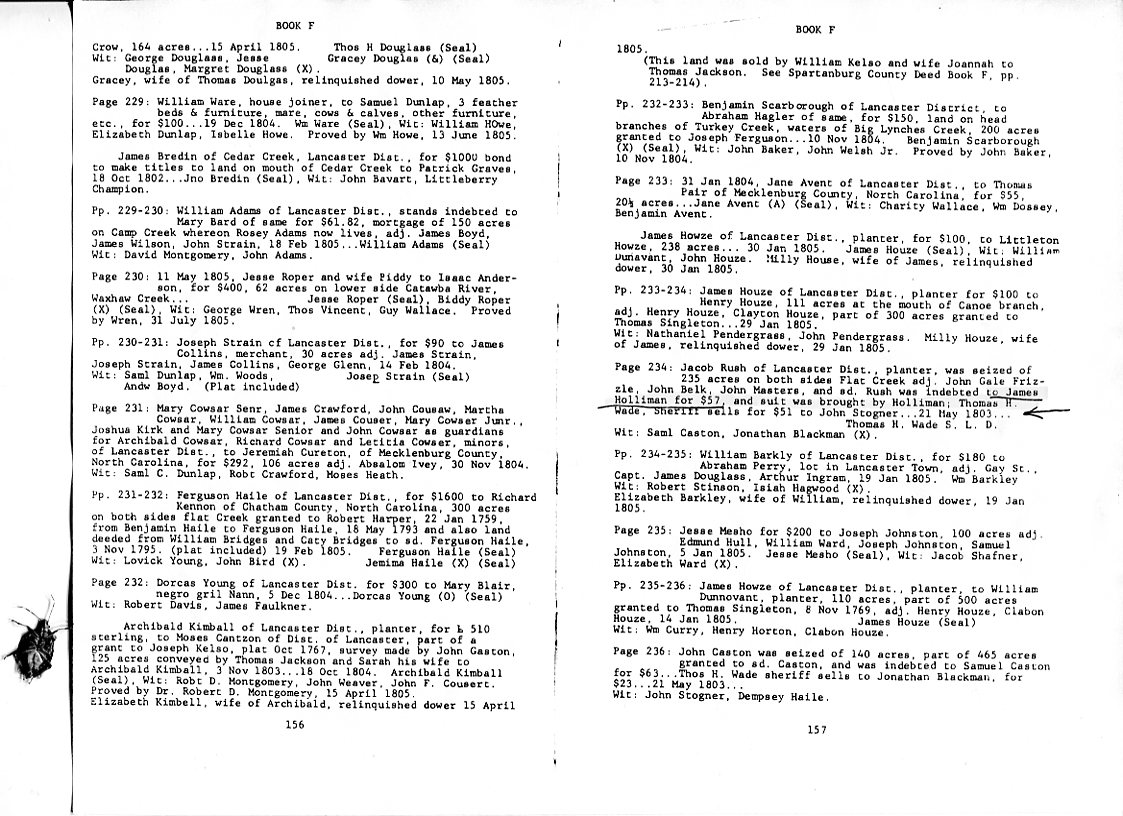 BOOK F
Crow, 164 acres...15 April 1805. Thos H Douglass (Seal)
Wit: George Douglass, Jesse Gracey Douglas (&) (Seal)
Douglas, Margret Douglass (X).
Gracey, wife of Thomas Doulgas, relinquished dower, 10 May 1805.
Page 229: William Ware, house joiner, to Samuel Dunlap, 3 feather
beds & furniture, mare, cows & calves, other furniture,
etc., for $100...19 Dec 1804. Wm Ware (Seal), Wit: William HOwe,
Elizabeth Dunlap, Isbelle Howe. Proved by Wm Howe, 13 June 1805.
James Bredin of Cedar Creek, Lancaster Dist., for $1000 bond
to make titles to land on mouth of Cedar Creek to Patrick Graves,
18 Oct 1802...Jno Bredin (Seal), Wit: John Bavart, Littleberry
Champion.
Pp. 229-230: William Adams of Lancaster Dist., stands indebted to
Mary Bard of same for $61.82, mortgage of 150 acres
on Camp Creek whereon Rosey Adams now lives, adj. James Boyd,
James Wilson, John Strain, 18 Feb 1805...William Adams (Seal)
Wit: David Montgomery, John Adams.
Page 230: 11 May 1805, Jesse Roper and wife Piddy to Isaac Ander-
son, for $400, 62 acres on lower side Catawba River,
Waxhaw Creek... Jesse Roper (Seal), Biddy Roper
(X) (Seal), Wit: George Wren, Thos Vincent, Guy Wallace. Proved
by Wren, 31 July 1805.
Pp. 230-231: Joseph Strain cf Lancaster Dist., for $90 to James
Collins, merchant, 30 acres adj. James Strain,
Joseph Strain, James Collins, George Glenn, 14 Feb 1804.
Wit: Saml Dunlap, Wm. Woods, Josep Strain (Seal)
Andw Boyd. (Plat included)
Page 231: Mary Cowsar Senr, James Crawford, John Cousaw, Martha
Cowsar, William Cowsar, James Couser, Mary Cowser Junr.,
Joshua Kirk and Mary Cowsar Senior and John Cowsar as guardians
for Archibald Cowsar, Richard Cowsar and Letitia Cowser, minors,
of Lancaster Dist., to Jeremiah Cureton, of Mecklenburg County,
North Carolina, for $292, 106 acres adj. Absalom Ivey, 30 Nov 1804.
Wit: Saml C. Dunlap, Robt Crawford, Moses Heath.
Pp. 231-232: Ferguson Haile of Lancaster Dist., for $1600 to Richard
Kennon of Chatham County, North Carolina, 300 acres
on both sides flat Creek granted to Robert Harper, 22 Jan 1759,
from Benjamin Haile to Ferguson Haile, 18 May 1793 and also land
deeded from William Bridges and Caty Bridges to sd. Ferguson Haile,
3 Nov 1795. (plat included) 19 Feb 1805. Ferguson Haile (Seal)
Wit: Lovick Young, John Bird (X). Jemima Haile (X) (Seal)
Page 232: Dorcas Young of Lancaster Dist. for $300 to Mary Blair,
negro gril Nann, 5 Dec 1804...Dorcas Young (O) (Seal)
Wit: Robert Davis, James Faulkner.
Archibald Kimball of Lancaster Dist., planter, for Ł 510
sterling, to Moses Cantzon of Dist. of Lancaster, part of a
grant to Joseph Kelso, plat Oct 1767, survey made by John Gaston,
125 acres conveyed by Thomas Jackson and Sarah his wife to
Archibald Kimball, 3 Nov 1803...18 Oct 1804. Archibald Kimball
(Seal), Wit: Robt D. Montgomery, John Weaver, John F. Cousert.
Proved by Dr. Robert D. Montgomery, 15 April 1805.
Elizabeth Kimbell, wife of Archibald, relinquished dower 15 April
156
BOOK F
1805.
(This land was sold by William Kelso and wife Joannah to
Thomas Jackson. See Spartanburg County Deed Book F, pp.
213-214).
Pp. 232-233: Benjamin Scarborough of Lancaster District, to
Abraham Hagler of same, for $150, land on head
branches of Turkey Creek, waters of Big Lynches Creek, 200 acres
granted to Joseph Ferguson...10 Nov 1804. Benjamin Scarborough
(X) (Seal), Wit: John Baker, John Welsh Jr. Proved by John Baker,
10 Nov 1804.
Page 233: 31 Jan 1804, Jane Avent of Lancaster Dist., to Thomas
Pair of Mecklenburg County, North Carolina, for $55,
20½ acres...Jane Avent (A) (Seal), Wit: Charity Wallace, Wm Dossey,
Benjamin Avent.
James Howze of Lancaster Dist., planter, for $100, to Littleton
Howze, 238 acres... 30 Jan 1805. James Houze (Seal), Wit: William
Dunavant, John Houze. Milly House, wife of James, relinquished
dower, 30 Jan 1805.
Pp. 233-234: James Houze of Lancaster Dist., planter for $100 to
Henry Houze, 111 acres at the mouth of Canoe branch,
adj. Henry Houze, Clayton Houze, part of 300 acres granted to
Thomas Singleton...29 Jan 1805.
Wit: Nathaniel Pendergrass, John Pendergrass. Milly Houze, wife
of James, relinquished dower, 29 Jan 1805.
Page 234: Jacob Rush of Lancaster Dist., planter, was seized of
235 acres on both sides Flat Creek adj. John Gale Friz-
zle, John Belk, John Masters, and sd. Rush was indebted to James
Holliman for $57, and suit was brought by Holliman; Thomas H.
Wade, Sheriff sells for $51 to John Stogner...21 May 1803...
Thomas H. Wade S. L. D.
Wit: Saml Caston, Jonathan Blackman (X).
Pp. 234-235: William Barkly of Lancaster Dist., for $180 to
Abraham Perry, lot in Lancaster Town, adj. Gay St.,
Capt. James Douglass, Arthur Ingram, 19 Jan 1805. Wm Barkley
Wit: Robert Stinson, Isiah Hagwood (X).
Elizabeth Barkley, wife of William, relinquished dower, 19 Jan
1805.
Page 235: Jesse Mesho for $200 to Joseph Johnston, 100 acres adj.
Edmund Hull, William Ward, Joseph Johnston, Samuel
Johnston, 5 Jan 1805. Jesse Mesho (Seal), Wit: Jacob Shafner,
Elizabeth Ward (X).
Pp. 235-236: James Howze of Lancaster Dist., planter, to William
Dunnovant, planter, 110 acres, part of 500 acres
granted to Thomas Singleton, 8 Nov 1769, adj. Henry Houze, Clabon
Houze, 14 Jan 1805. James Houze (Seal)
Wit: Wm Curry, Henry Horton, Clabon Houze.
Page 236: John Caston was seized of 140 acres, part of 465 acres
granted to sd. Caston, and was indebted to Samuel Caston
for $63...Thos H. Wade sheriff sells to Jonathan Blackman, for
$23...21 May 1803...
Wit: John Stogner, Dempsey Haile.
157